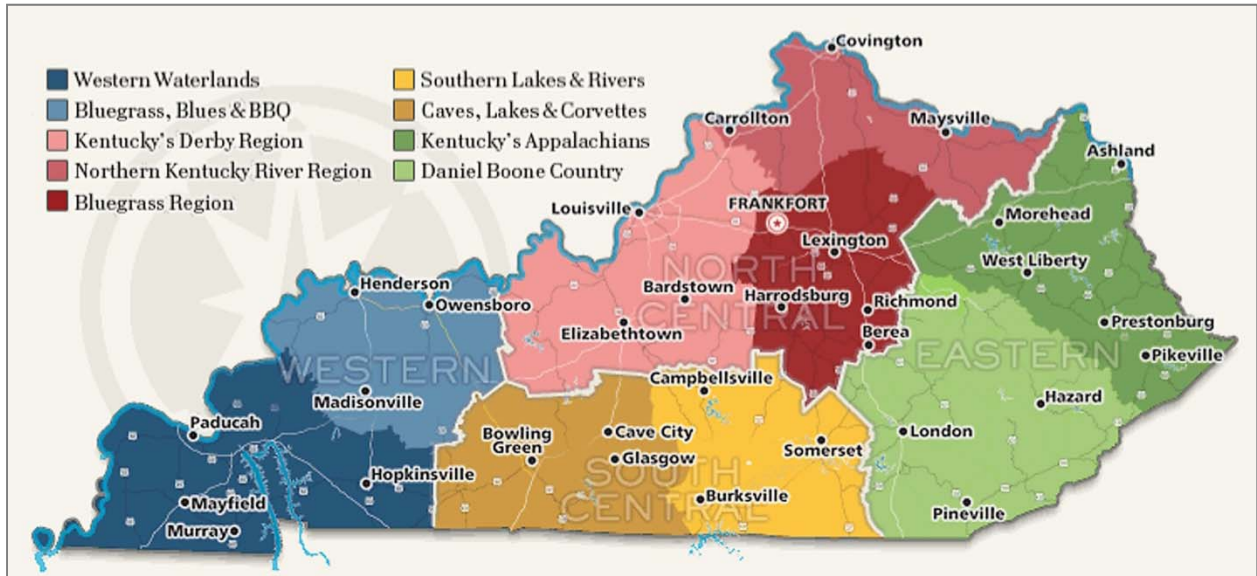 Western Waterlands
Bluegrass, Blues & BBQ
Kentucky's Derby Region
Northern Kentucky River Region
Bluegrass Region
Southern Lakes & Rivers
Caves, Lakes & Corvettes
Kentucky's Appalachians
Daniel Boone Country
Covington
Carrollton
Maysville
Ashland
Louisville
FRANKFORT
Morehead
Lexington
West Liberty
NORTH
CENTRAL
Henderson
Owensboro
Bardstown
Harrodsburg
Richmond
Elizabethtown
Berea
Prestonburg
EASTERN
Pikeville
WESTERN
Campbellsville
Madisonville
Hazard
Paducah
Bowling
Green
Cave City
Glasgow
Somerset
London
SOUTH
CENTRAL
Hopkinsville
Mayfield
Burksville
Pineville
Murray